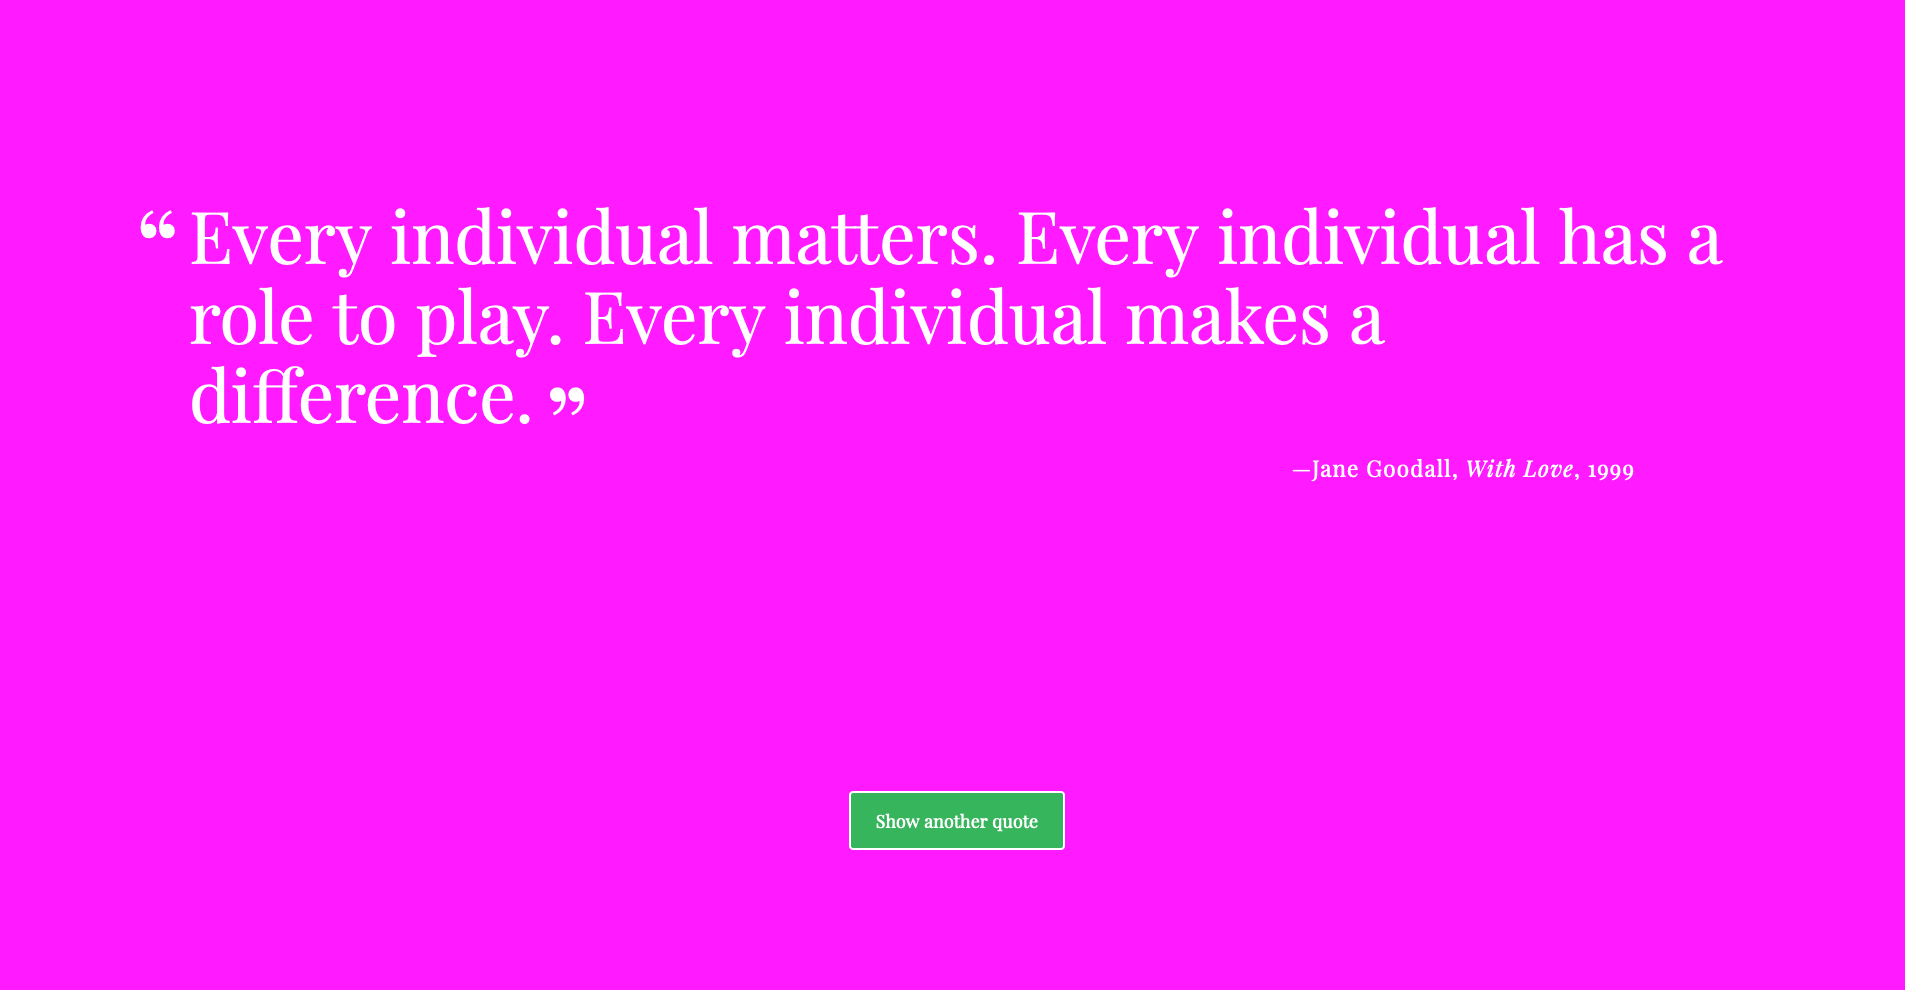 “Every individual matters. Every individual has a
role to play. Every individual makes a
difference.”
—Jane Goodall, With Love, 1999
Show another quote